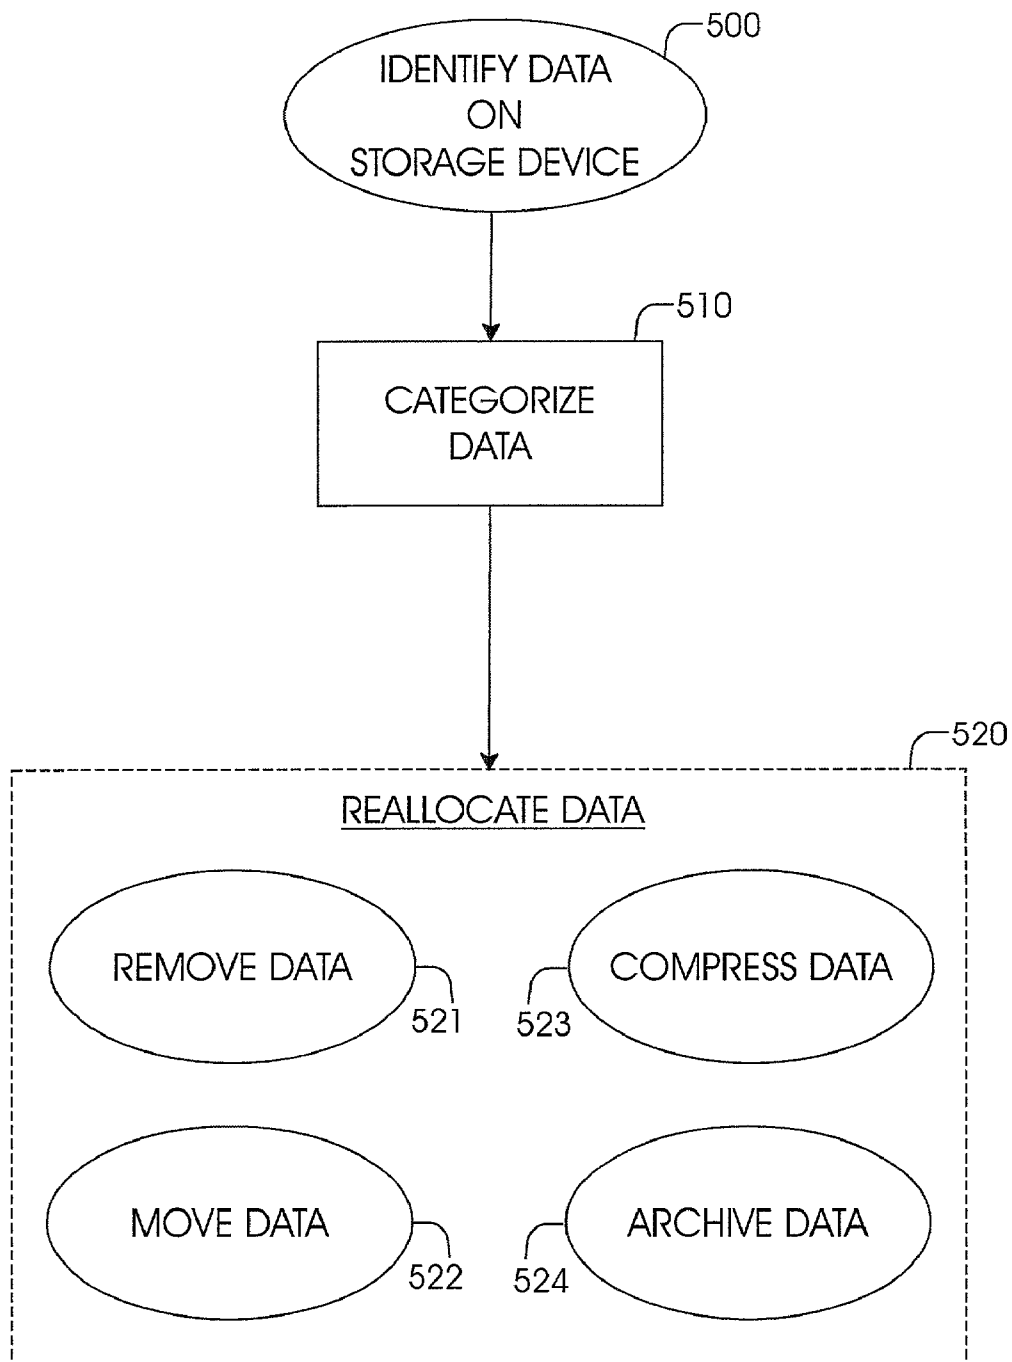 500
IDENTIFY DATA
ON
STORAGE DEVICE
510
CATEGORIZE
DATA
520
REALLOCATE DATA
REMOVE DATA
521
COMPRESS DATA
523
MOVE DATA
522
ARCHIVE DATA
524